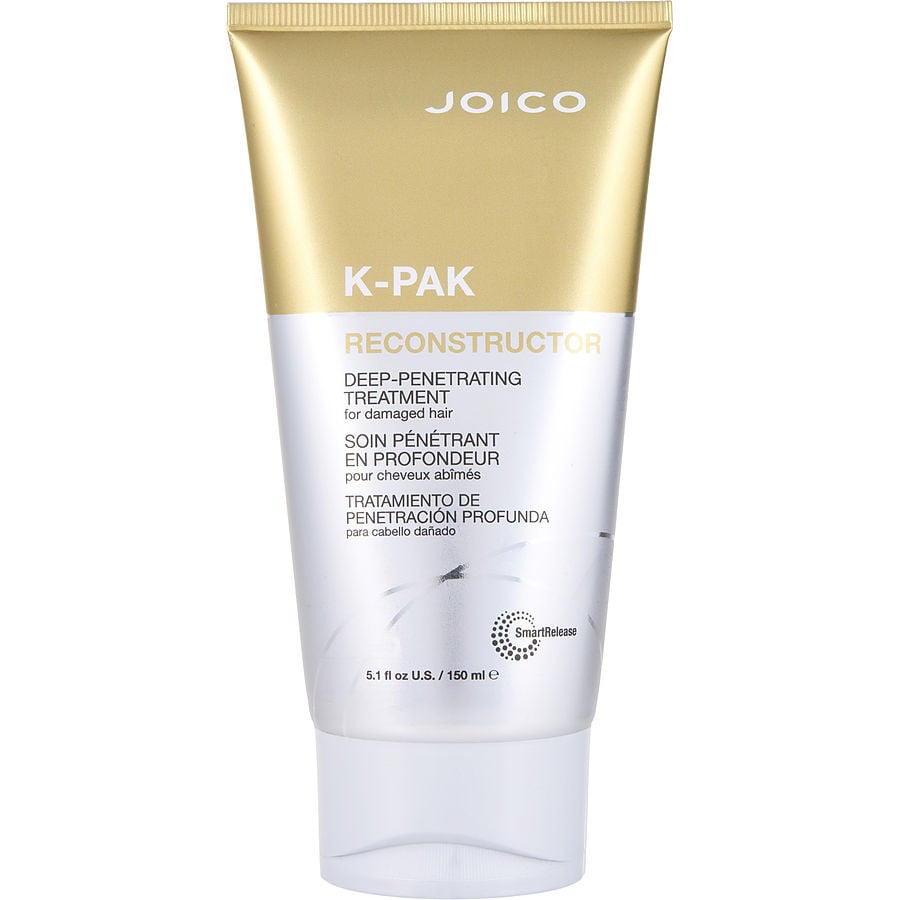 JOICO
K-PAK
RECONSTRUCTOR
DEEP-PENETRATING
TREATMENT
for damaged hair
SOIN PÉNÉTRANT
EN PROFONDEUR
pour cheveux abîmés
TRATAMIENTO DE
PENETRACIÓN PROFUNDA
para cabello dañado
SmartRelease
5.1 fl oz U.S. / 150 ml ℮